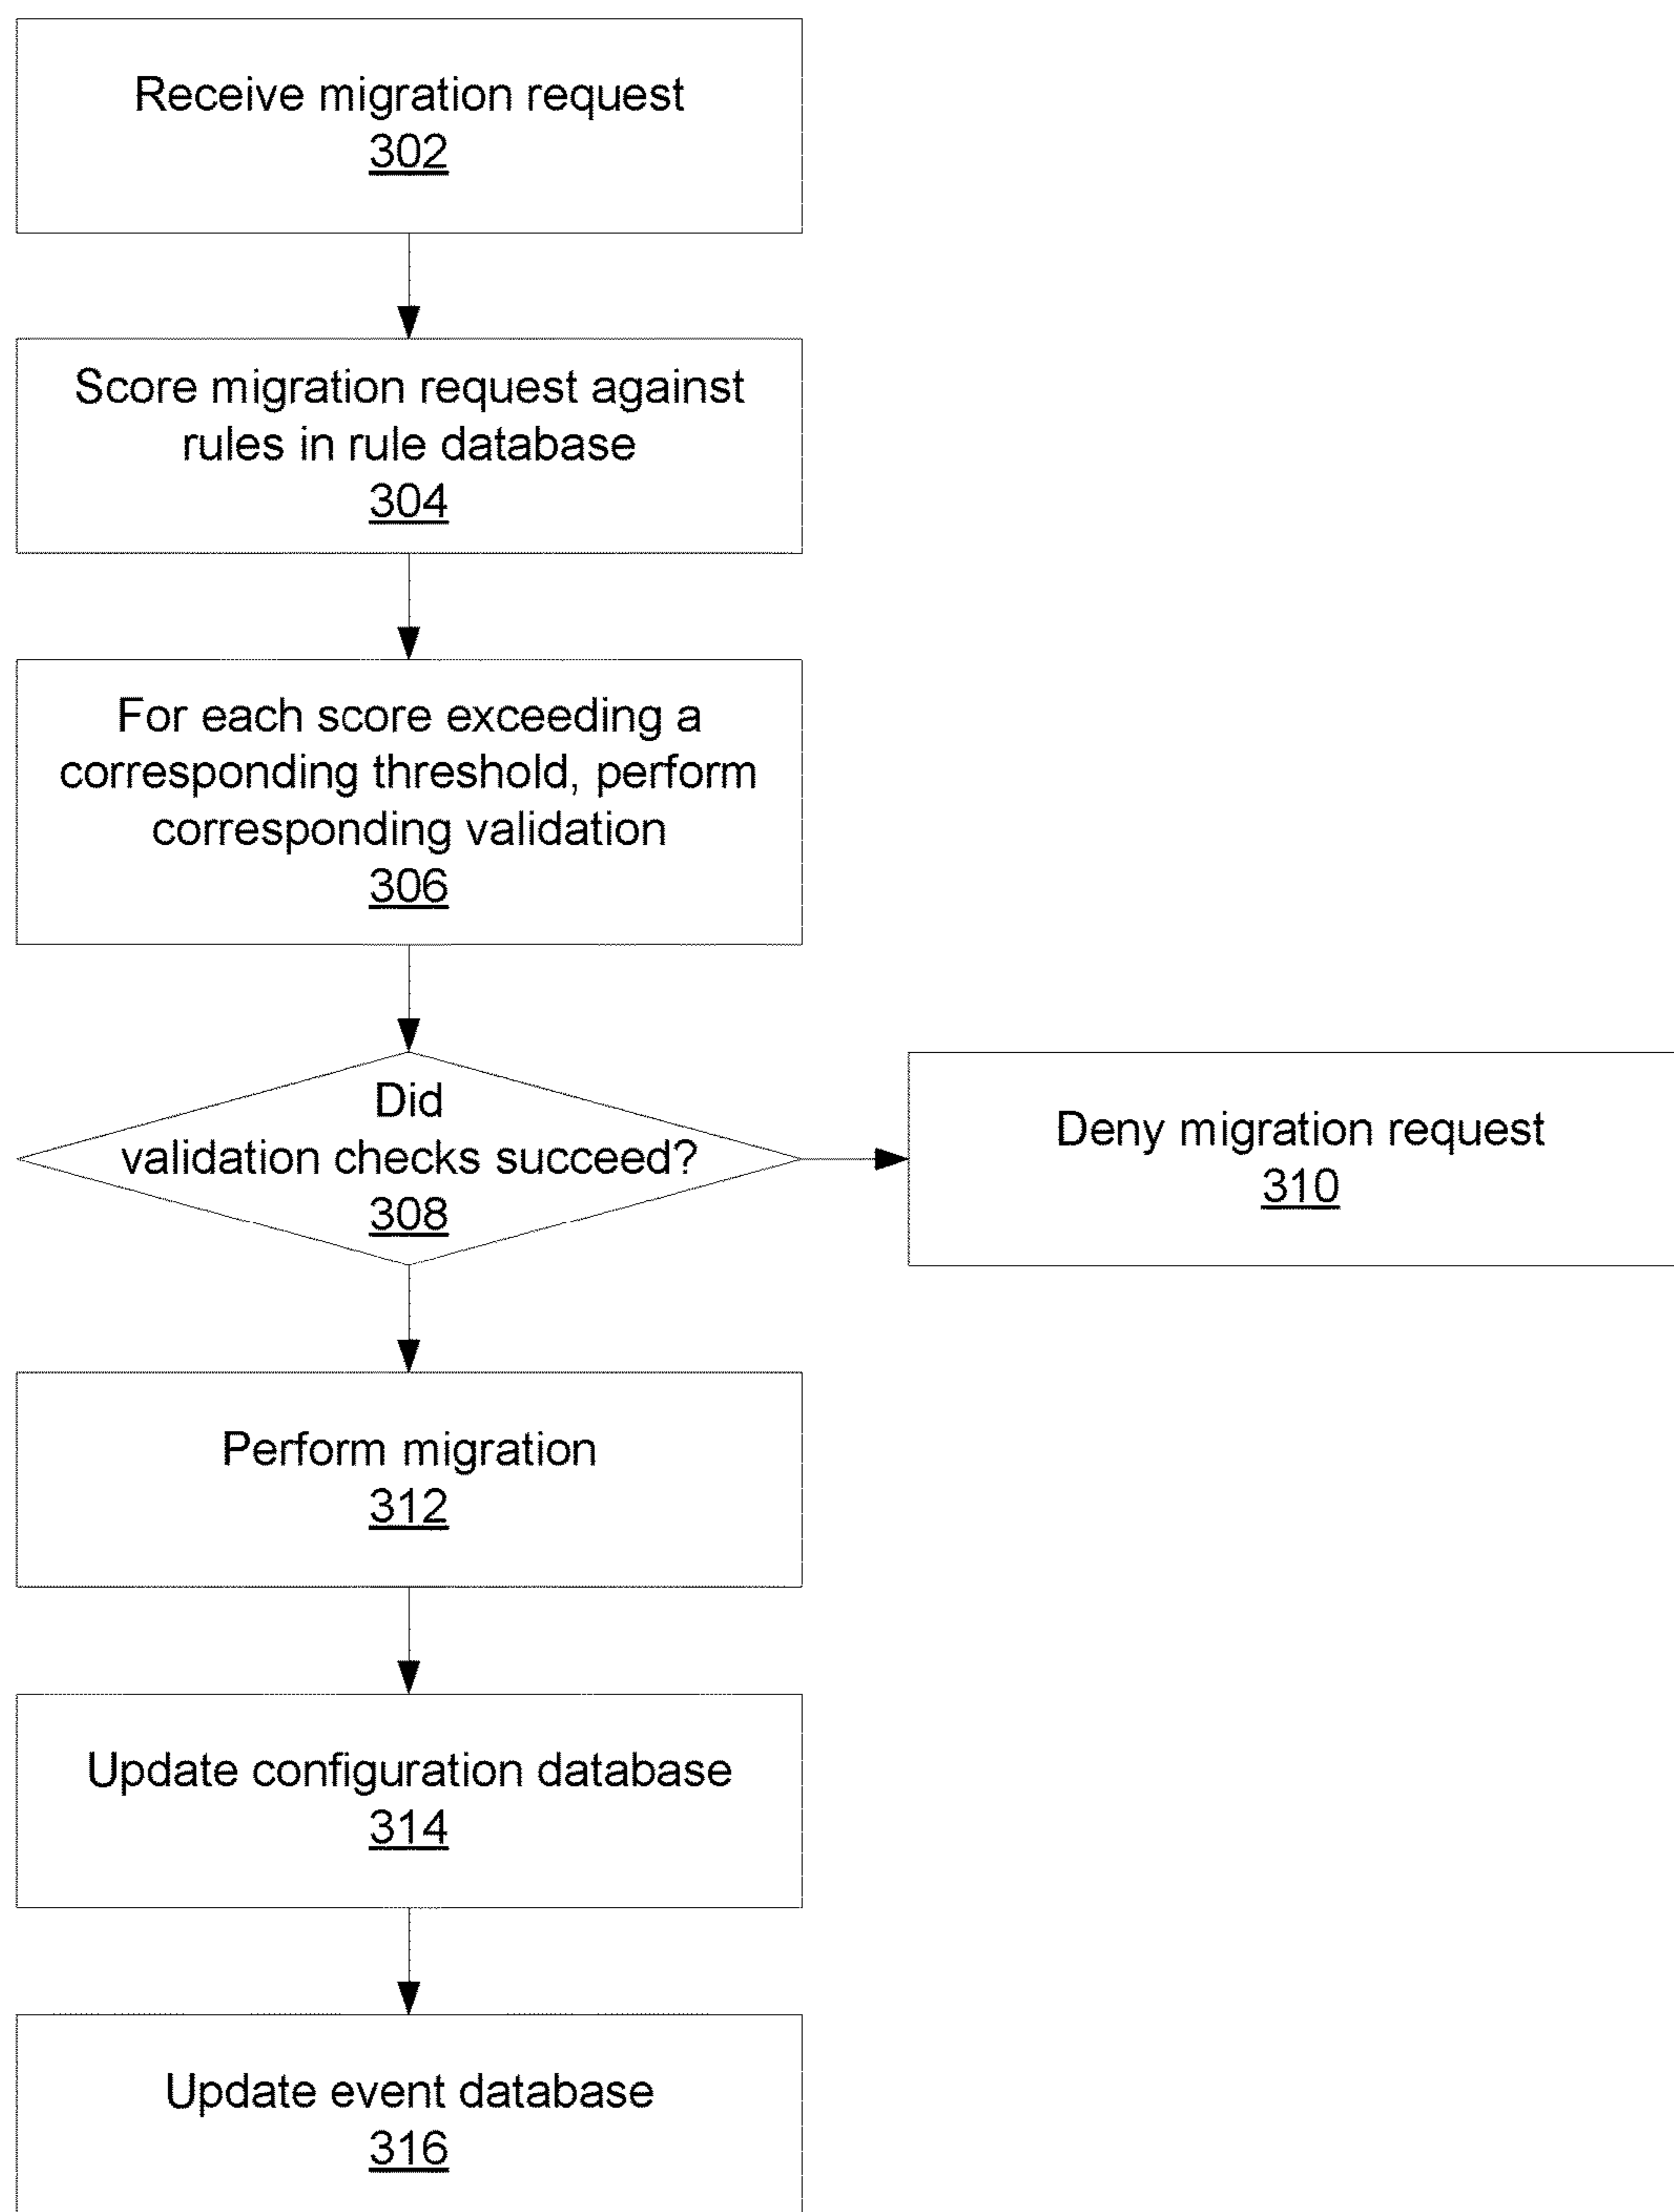 Receive migration request
302
Score migration request against
rules in rule database
304
For each score exceeding a
corresponding threshold, perform
corresponding validation
306
Did
validation checks succeed?
308
Deny migration request
310
Perform migration
312
Update configuration database
314
Update event database
316